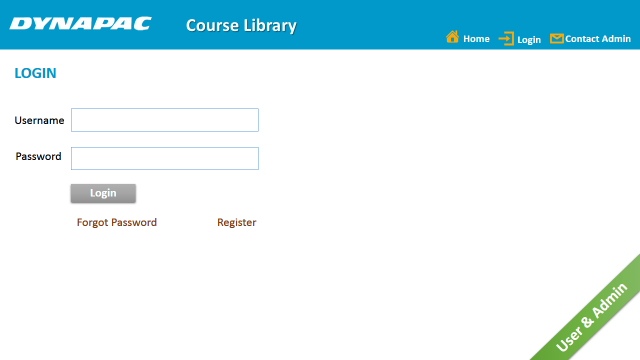 DYNAPAC Course Library
Home Login Contact Admin
LOGIN
Username
Password
Login
Forgot Password Register
User & Admin